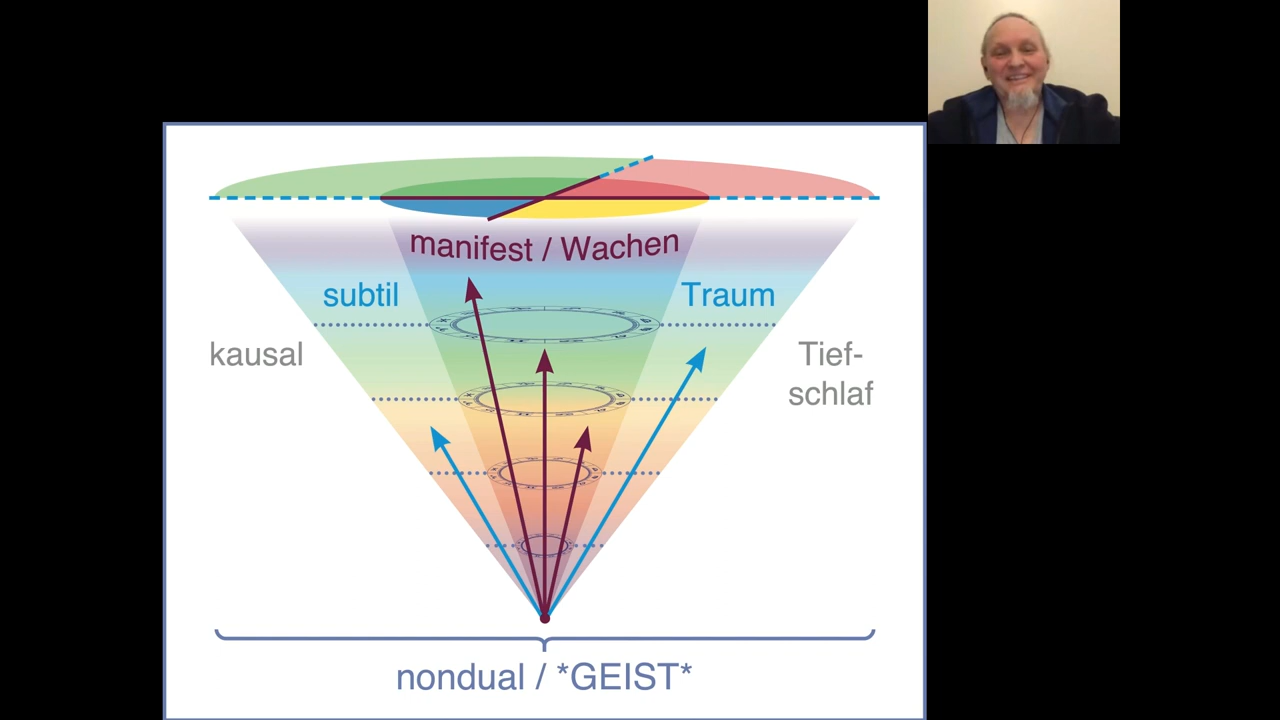 manifest / Wachen
subtil
Traum
kausal
Tief-
schlaf
nondual / *GEIST*